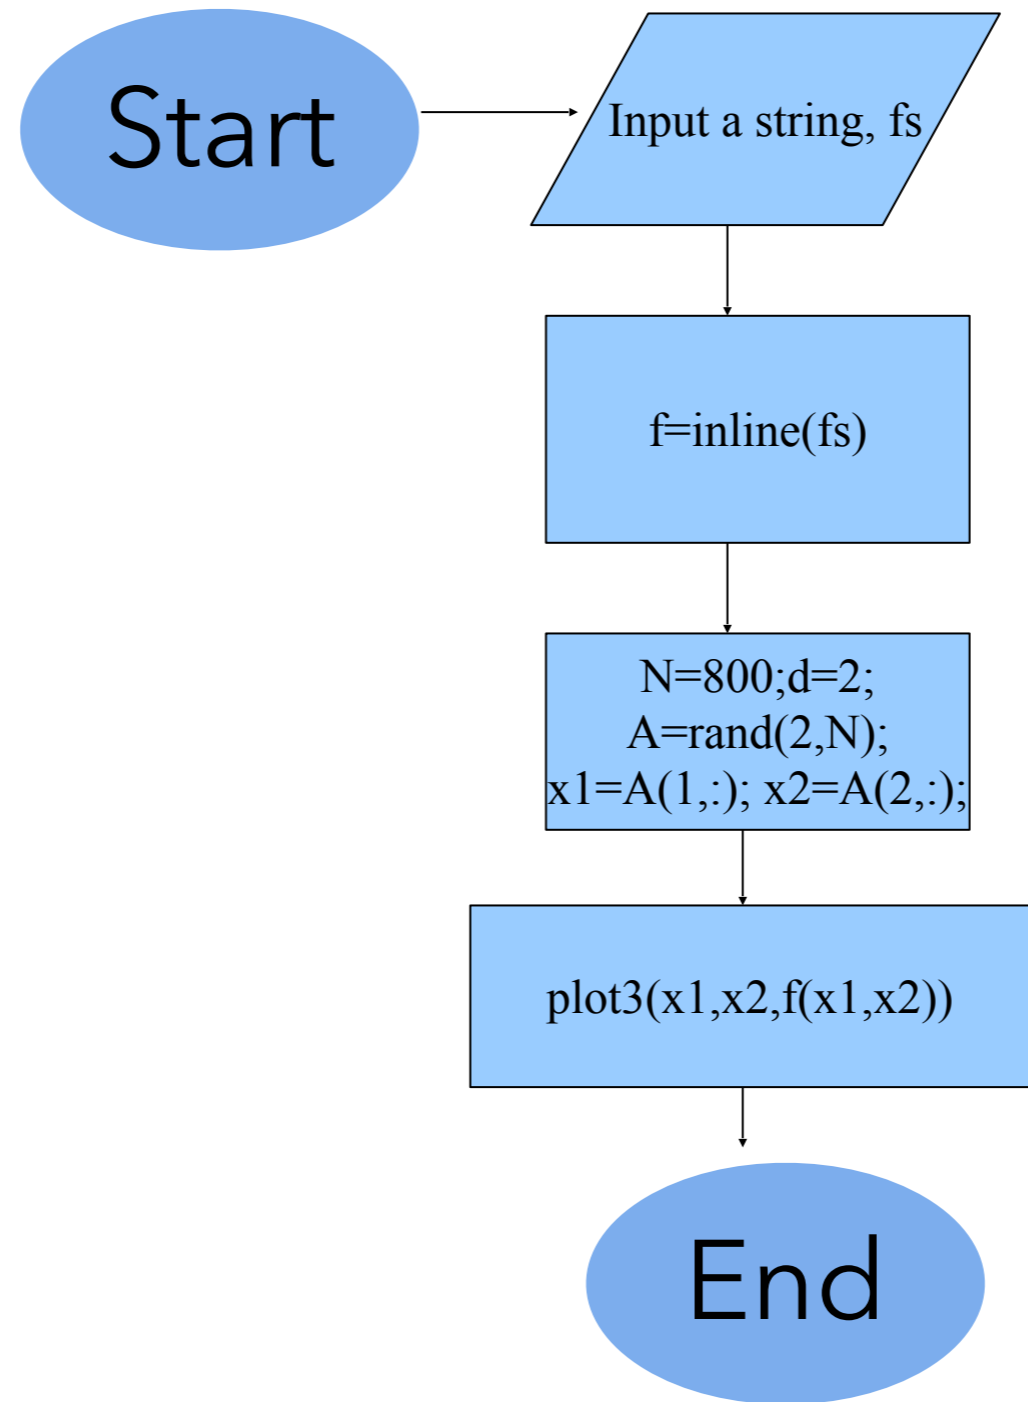 Start
Input a string, fs
f=inline(fs)
N=800;d=2;
A=rand(2,N);
x1=A(1,:); x2=A(2,:);
plot3(x1,x2,f(x1,x2))
End